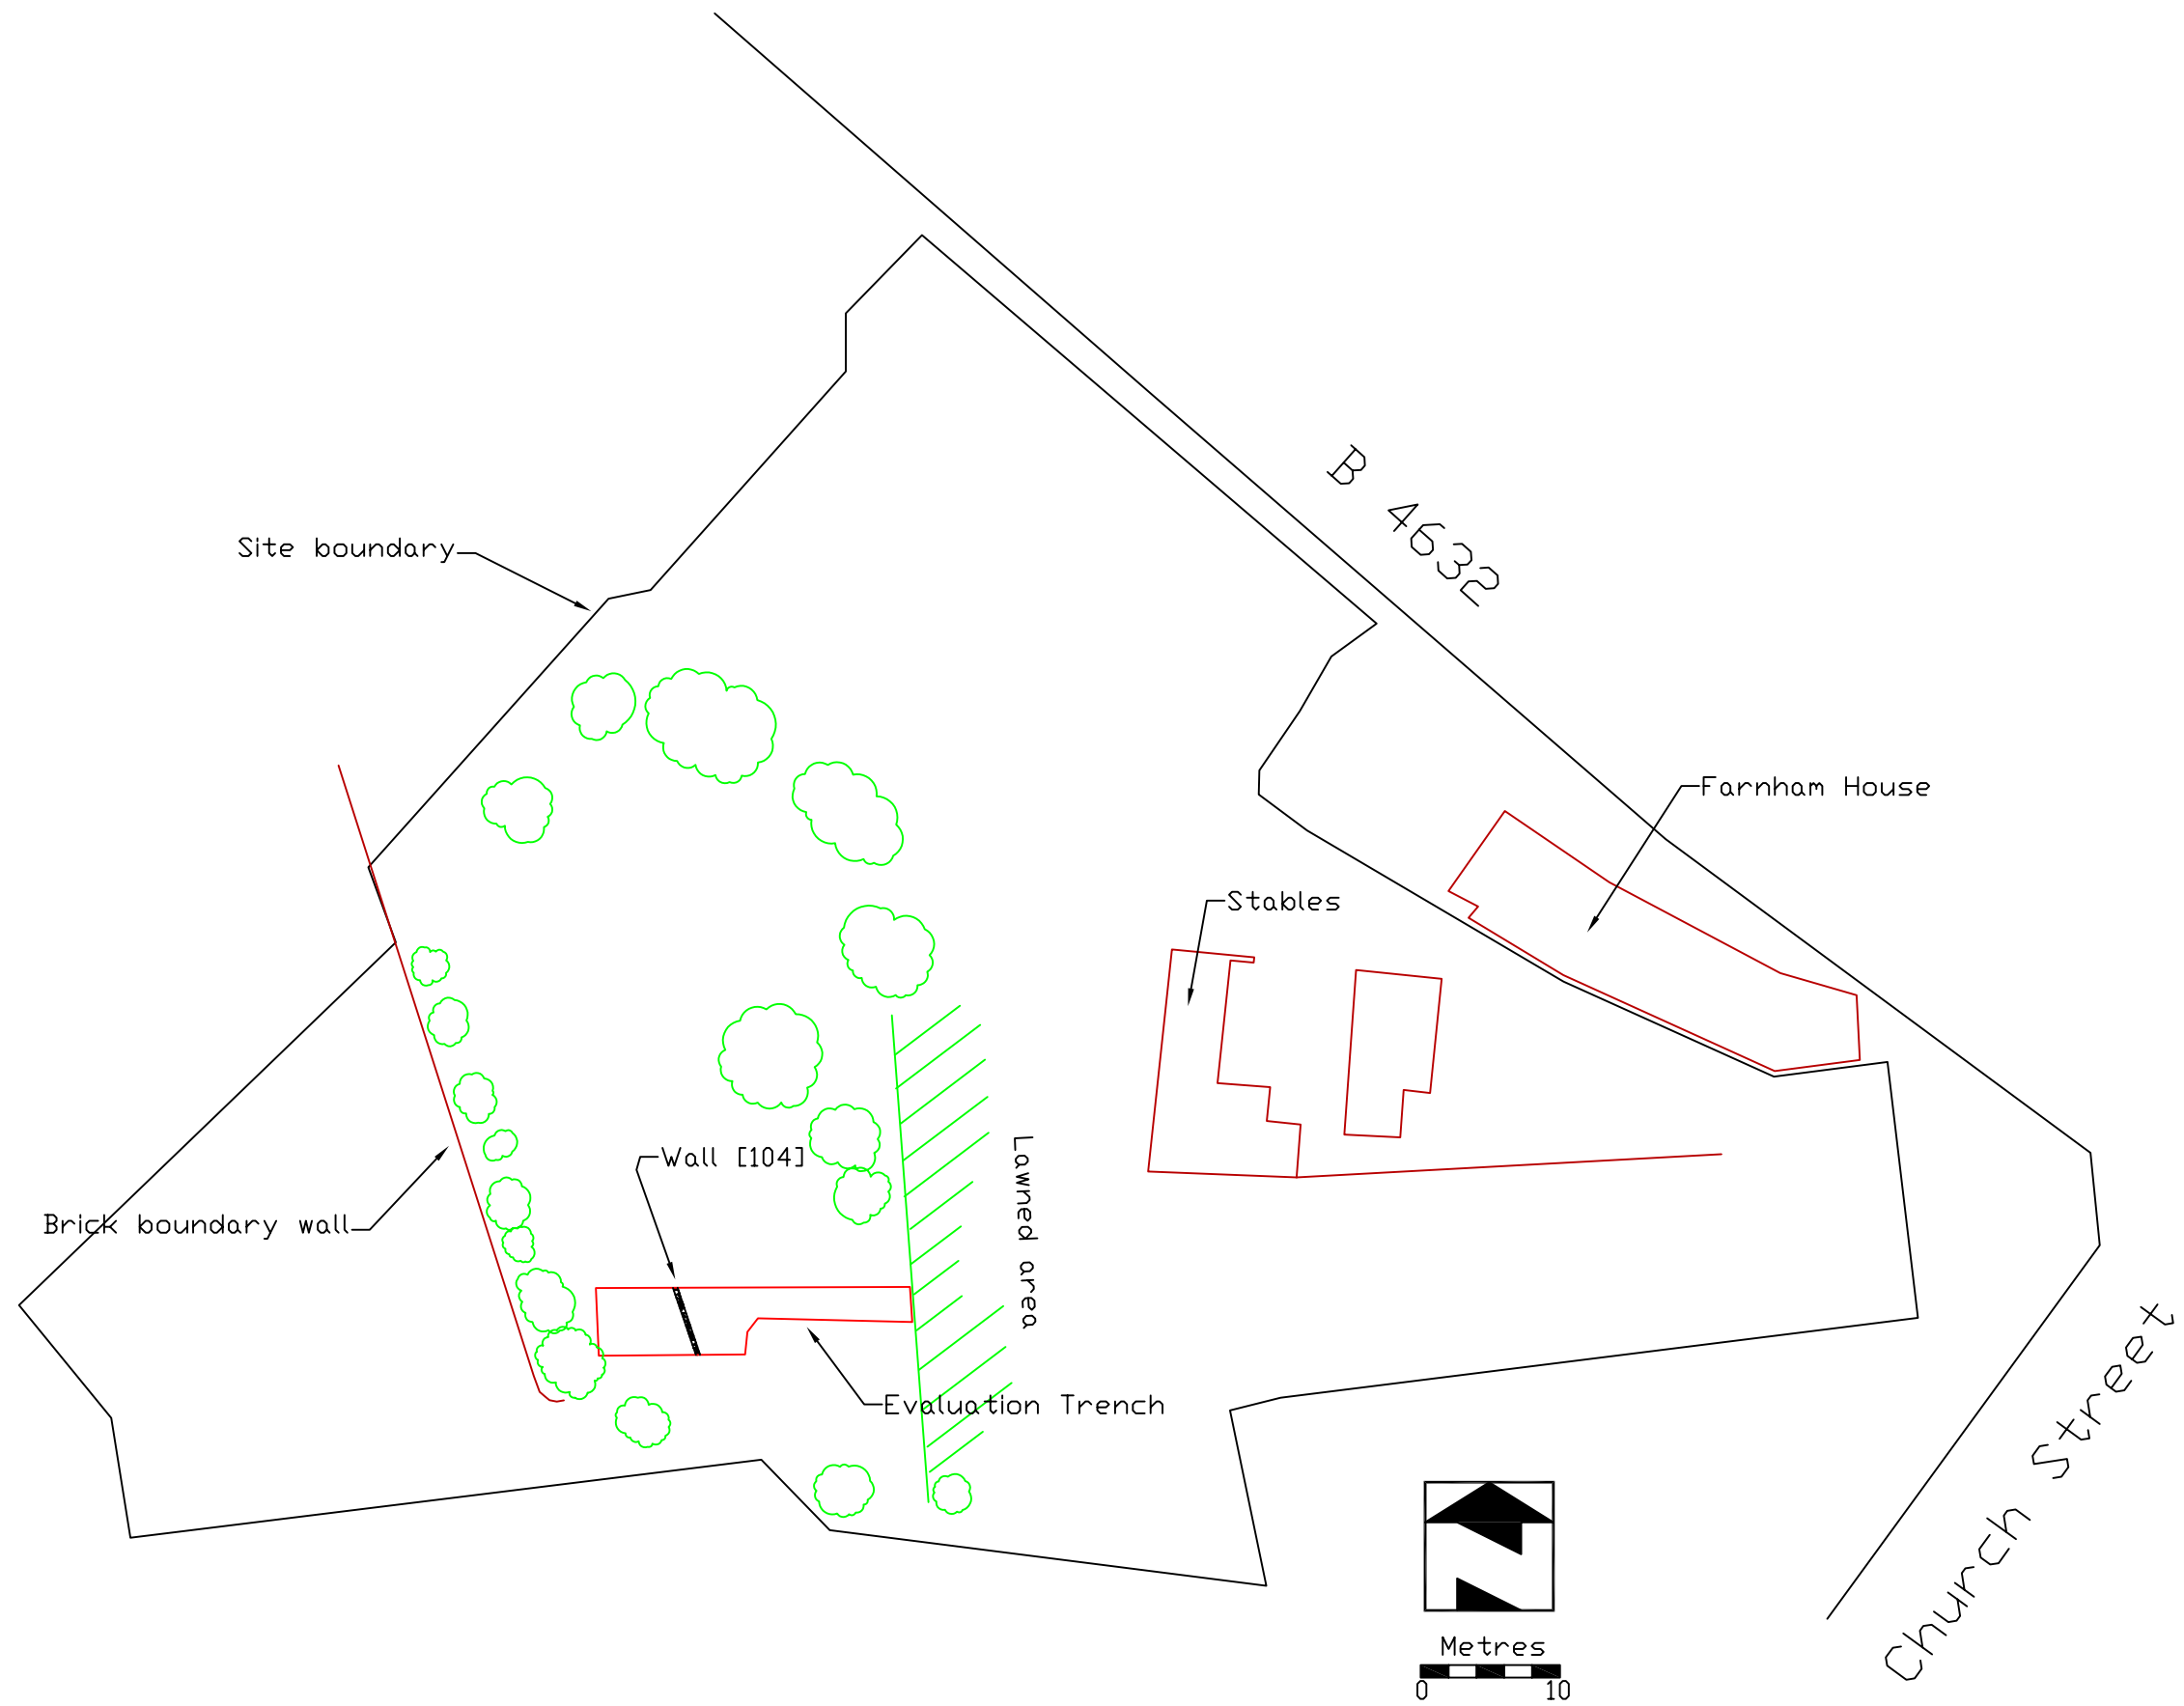 B 4632
Site boundary
Farnham House
Stables
Wall [104]
Lawned area
Brick boundary wall
Evaluation Trench
Church Street
Metres
0 10